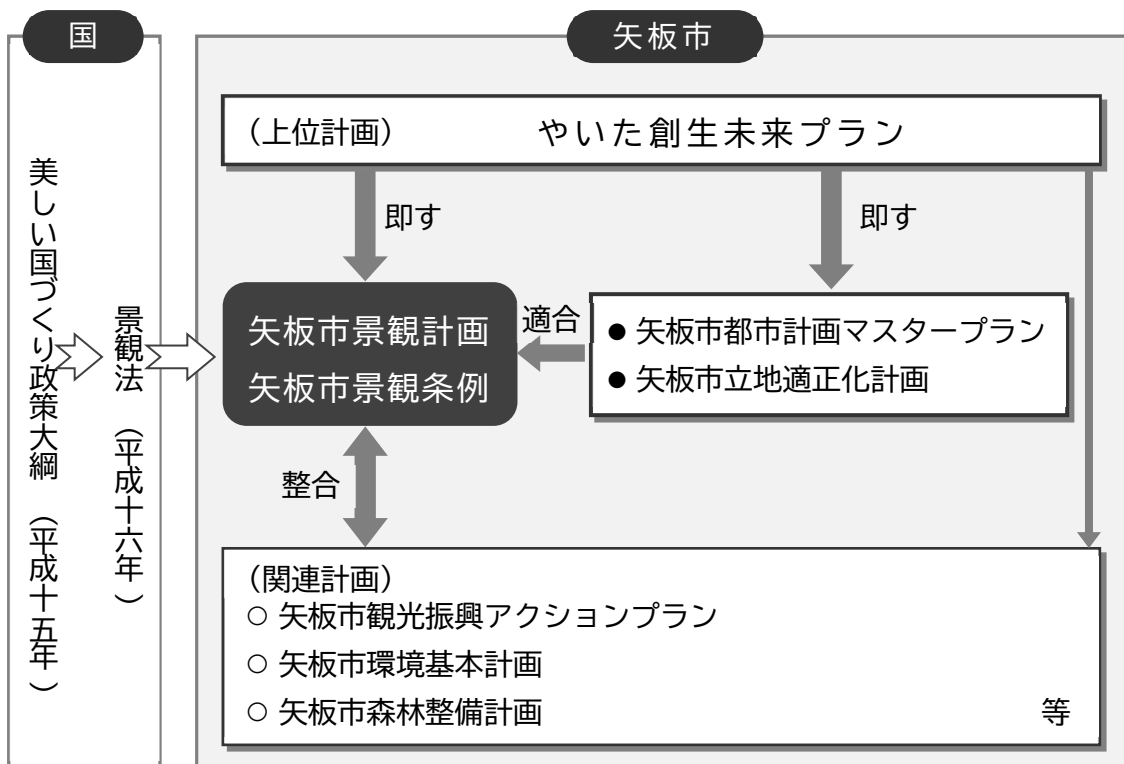 国
美しい国づくり政策大綱（平成十五年）
景観法（平成十六年）
矢板市
（上位計画） やいた創生未来プラン
即す
即す
矢板市景観計画
矢板市景観条例
適合
● 矢板市都市計画マスタープラン
● 矢板市立地適正化計画
整合
（関連計画）
○ 矢板市観光振興アクションプラン
○ 矢板市環境基本計画
○ 矢板市森林整備計画 等